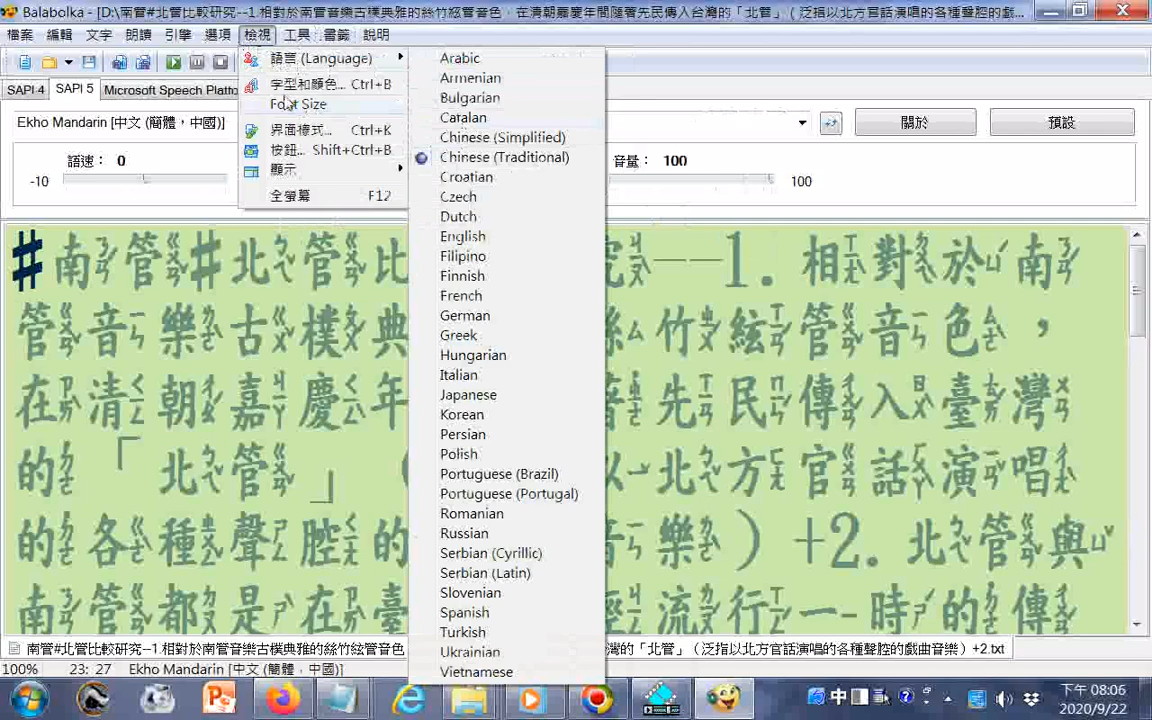 Balabolka - [D:\南管#北管比較研究--1.相對於南管音樂古樸典雅的絲竹絃管音色，在清朝嘉慶年間隨著先民傳入台灣的「北管」（泛指以北方官話演唱的各種聲腔的戲曲...
檔案 編輯 文字 朗讀 引擎 選項 檢視 工具 書籤 說明
語言 (Language)
字型和顏色... Ctrl+B
Font Size
界面樣式... Ctrl+K
按鈕... Shift+Ctrl+B
顯示
全螢幕 F12
Arabic
Armenian
Bulgarian
Catalan
Chinese (Simplified)
Chinese (Traditional)
Croatian
Czech
Dutch
English
Filipino
Finnish
French
German
Greek
Hungarian
Italian
Japanese
Korean
Persian
Polish
Portuguese (Brazil)
Portuguese (Portugal)
Romanian
Russian
Serbian (Cyrillic)
Serbian (Latin)
Slovenian
Spanish
Turkish
Ukrainian
Vietnamese
SAPI 4 SAPI 5 Microsoft Speech Platfo
Ekho Mandarin [中文 (簡體，中國)] 關於 預設
語速： 0 音量： 100
-10 100
#南管#北管比 究——1. 相對於南
管音樂古樸典 絲竹絃管音色，
在清朝嘉慶年 著先民傳入臺灣
的「北管」（ 以北方官話演唱
的各種聲腔的 音樂）+2. 北管與
南管都是在臺 流行一時的傳
南管#北管比較研究--1.相對於南管音樂古樸典雅的絲竹絃管音色 灣的「北管」（泛指以北方官話演唱的各種聲腔的戲曲音樂）+2.txt
100% 23: 27 Ekho Mandarin [中文 (簡體，中國)]
中
下午 08:06
2020/9/22